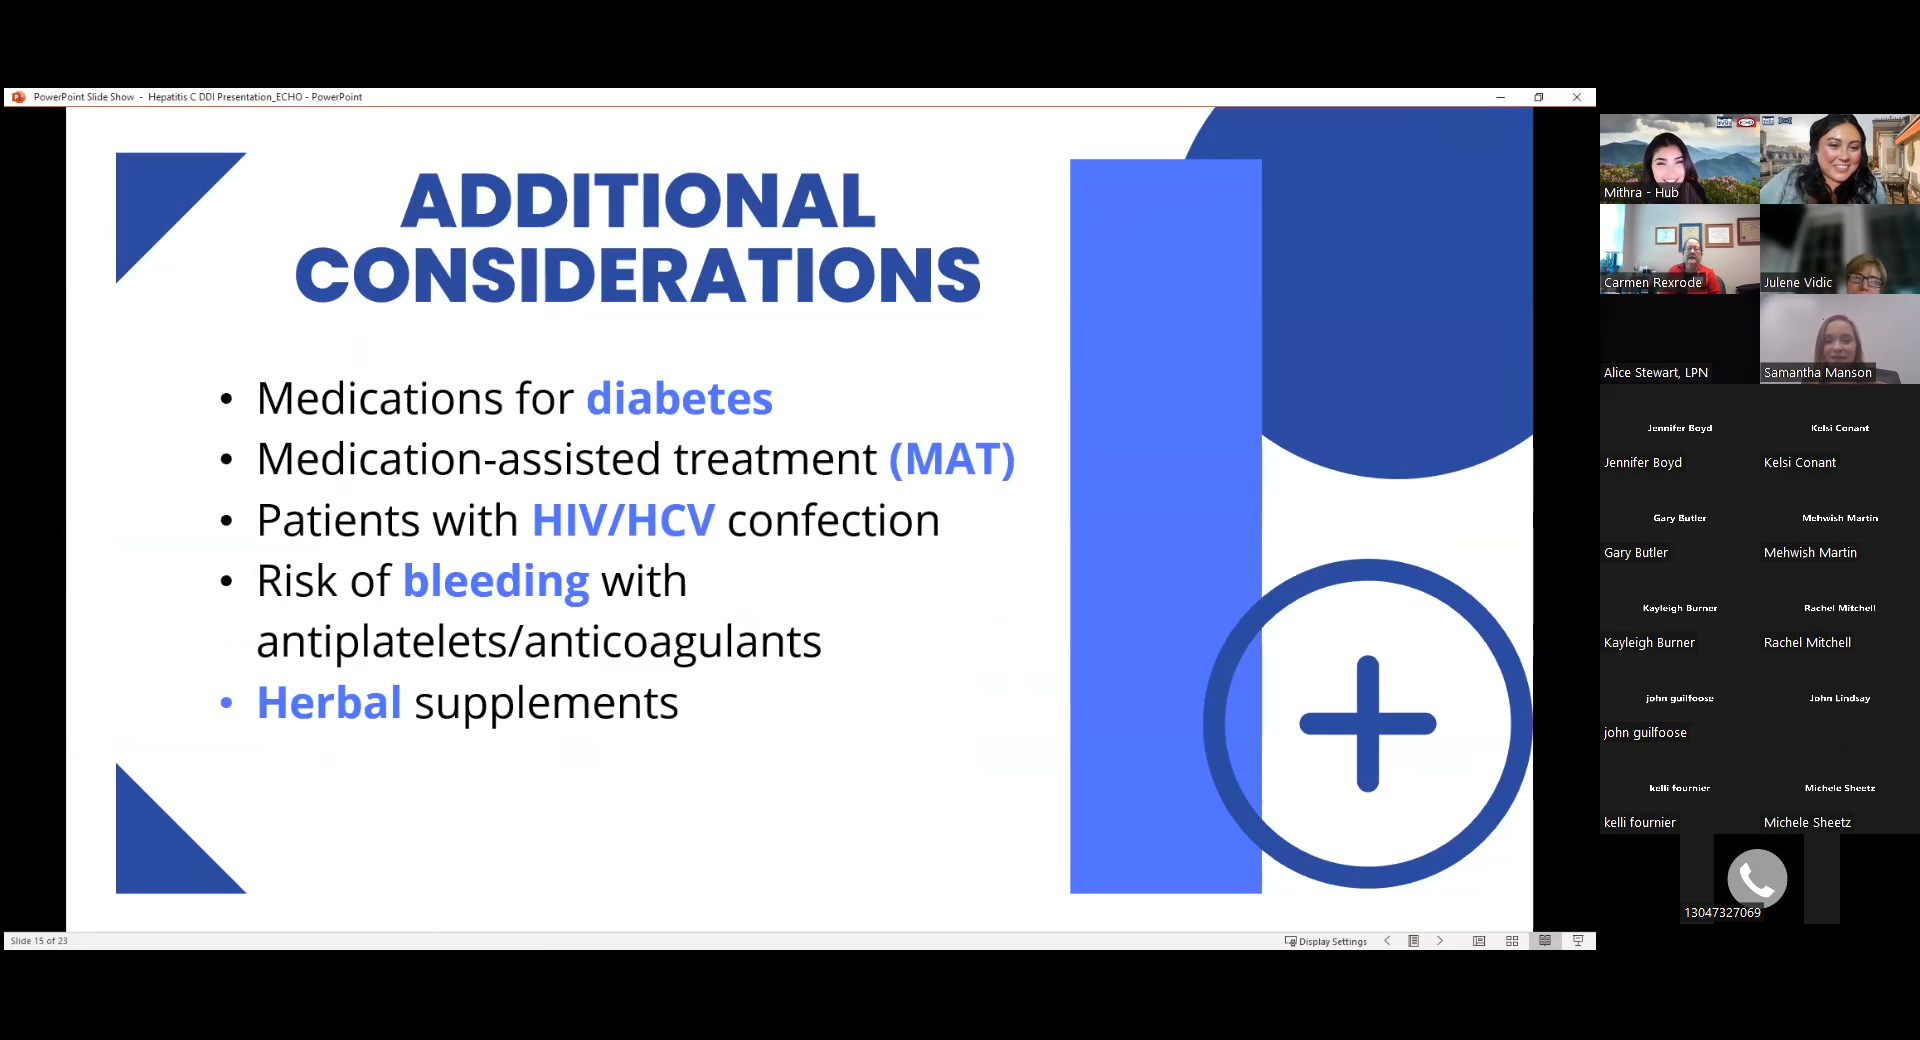 PowerPoint Slide Show - Hepatitis C DDI Presentation_ECHO - PowerPoint
ADDITIONAL
CONSIDERATIONS
• Medications for diabetes
• Medication-assisted treatment (MAT)
• Patients with HIV/HCV confection
• Risk of bleeding with
antiplatelets/anticoagulants
• Herbal supplements
Slide 15 of 23
Display Settings
Mithra - Hub
Carmen Rexrode
Julene Vidic
Alice Stewart, LPN
Samantha Manson
Jennifer Boyd
Kelsi Conant
Jennifer Boyd
Kelsi Conant
Gary Butler
Mehwish Martin
Gary Butler
Mehwish Martin
Kayleigh Burner
Rachel Mitchell
Kayleigh Burner
Rachel Mitchell
john guilfoose
John Lindsay
john guilfoose
kelli fournier
Michele Sheetz
kelli fournier
Michele Sheetz
13047327069